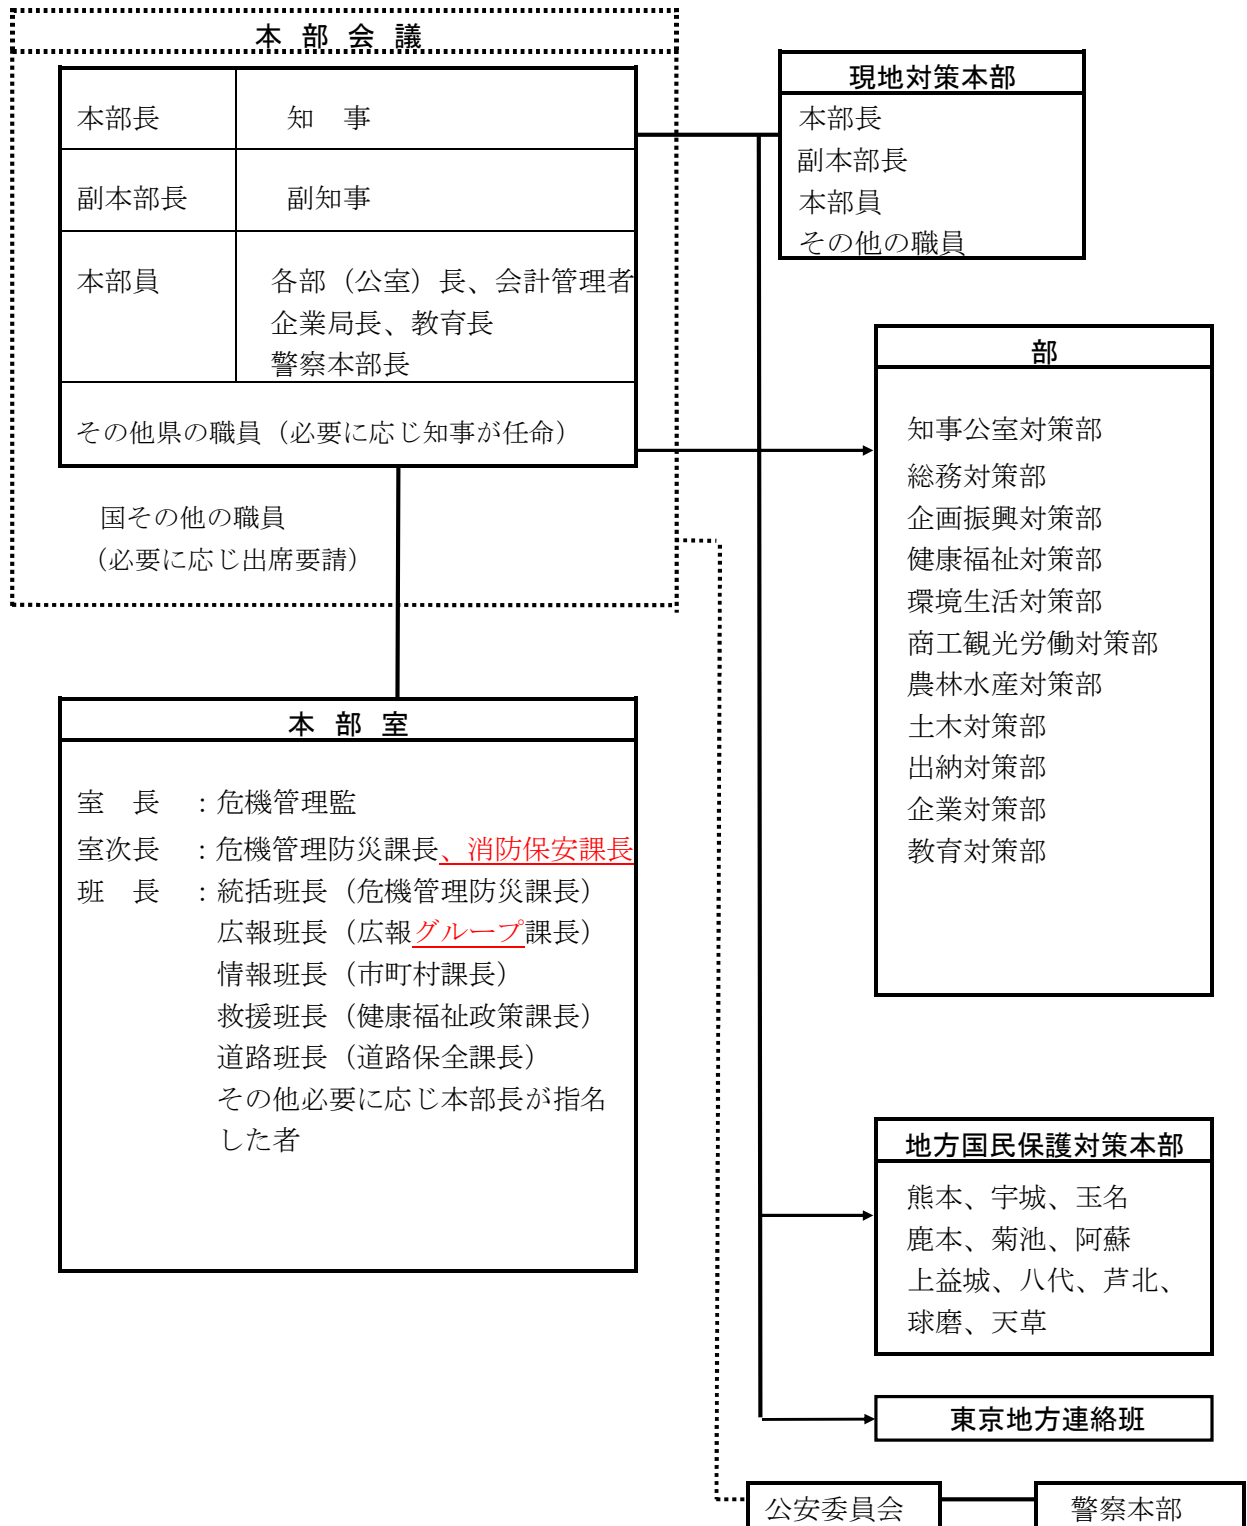 本 部 会 議
本部長 知 事
副本部長 副知事
本部員 各部（公室）長、会計管理者
企業局長、教育長
警察本部長
その他県の職員（必要に応じ知事が任命）
国その他の職員
（必要に応じ出席要請）
現地対策本部
本部長
副本部長
本部員
その他の職員
部
知事公室対策部
総務対策部
企画振興対策部
健康福祉対策部
環境生活対策部
商工観光労働対策部
農林水産対策部
土木対策部
出納対策部
企業対策部
教育対策部
本 部 室
室 長 ：危機管理監
室次長 ：危機管理防災課長、消防保安課長
班 長 ：統括班長（危機管理防災課長）
広報班長（広報グループ課長）
情報班長（市町村課長）
救援班長（健康福祉政策課長）
道路班長（道路保全課長）
その他必要に応じ本部長が指名
した者
地方国民保護対策本部
熊本、宇城、玉名
鹿本、菊池、阿蘇
上益城、八代、芦北、
球磨、天草
東京地方連絡班
公安委員会
警察本部